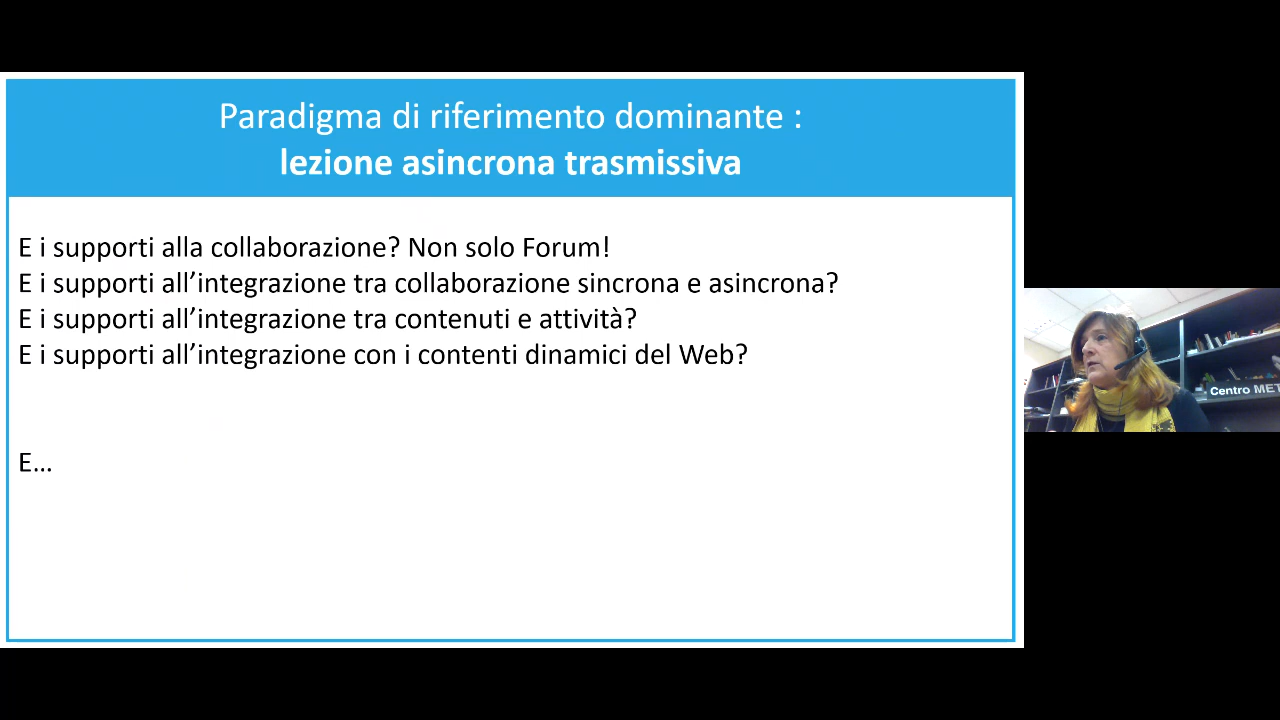 Paradigma di riferimento dominante :
lezione asincrona trasmissiva
E i supporti alla collaborazione? Non solo Forum!
E i supporti all’integrazione tra collaborazione sincrona e asincrona?
E i supporti all’integrazione tra contenuti e attività?
E i supporti all’integrazione con i contenti dinamici del Web?
E…
Centro MET